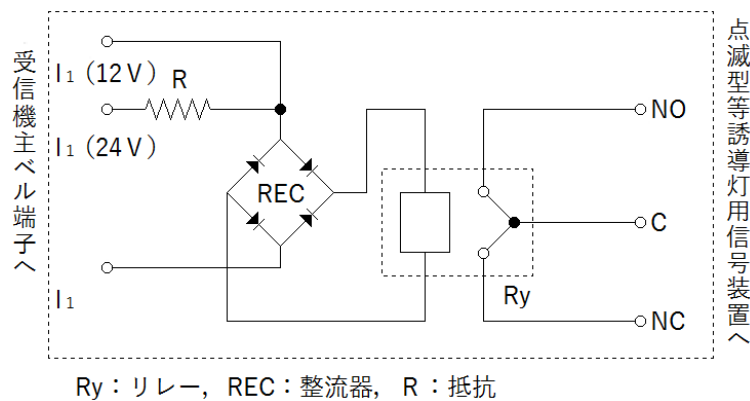 受信機主ベル端子へ
I₁ (12V)
R
I₁ (24V)
REC
I₁
Ry
NO
C
NC
点滅型等誘導灯用信号装置へ
Ry：リレー, REC：整流器, R：抵抗